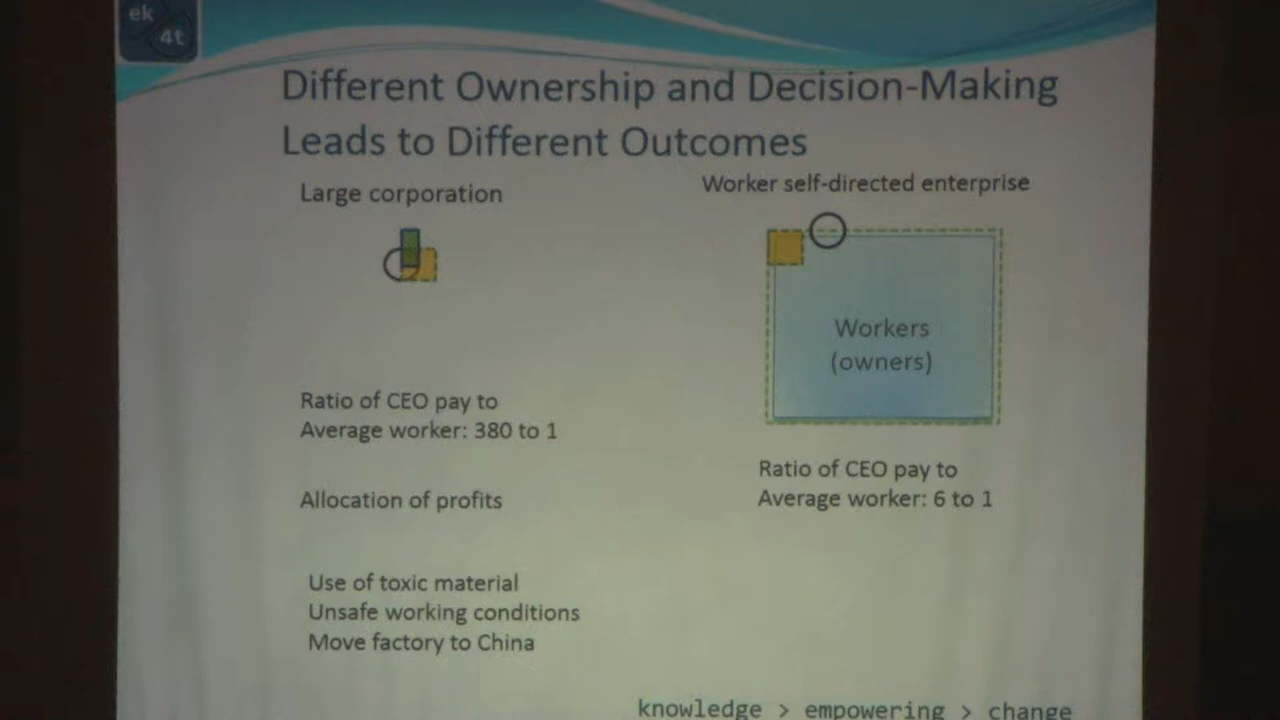 ek
4t
Different Ownership and Decision-Making
Leads to Different Outcomes
Large corporation
Worker self-directed enterprise
Workers
(owners)
Ratio of CEO pay to
Average worker: 380 to 1
Ratio of CEO pay to
Average worker: 6 to 1
Allocation of profits
Use of toxic material
Unsafe working conditions
Move factory to China
knowledge > empowering > change